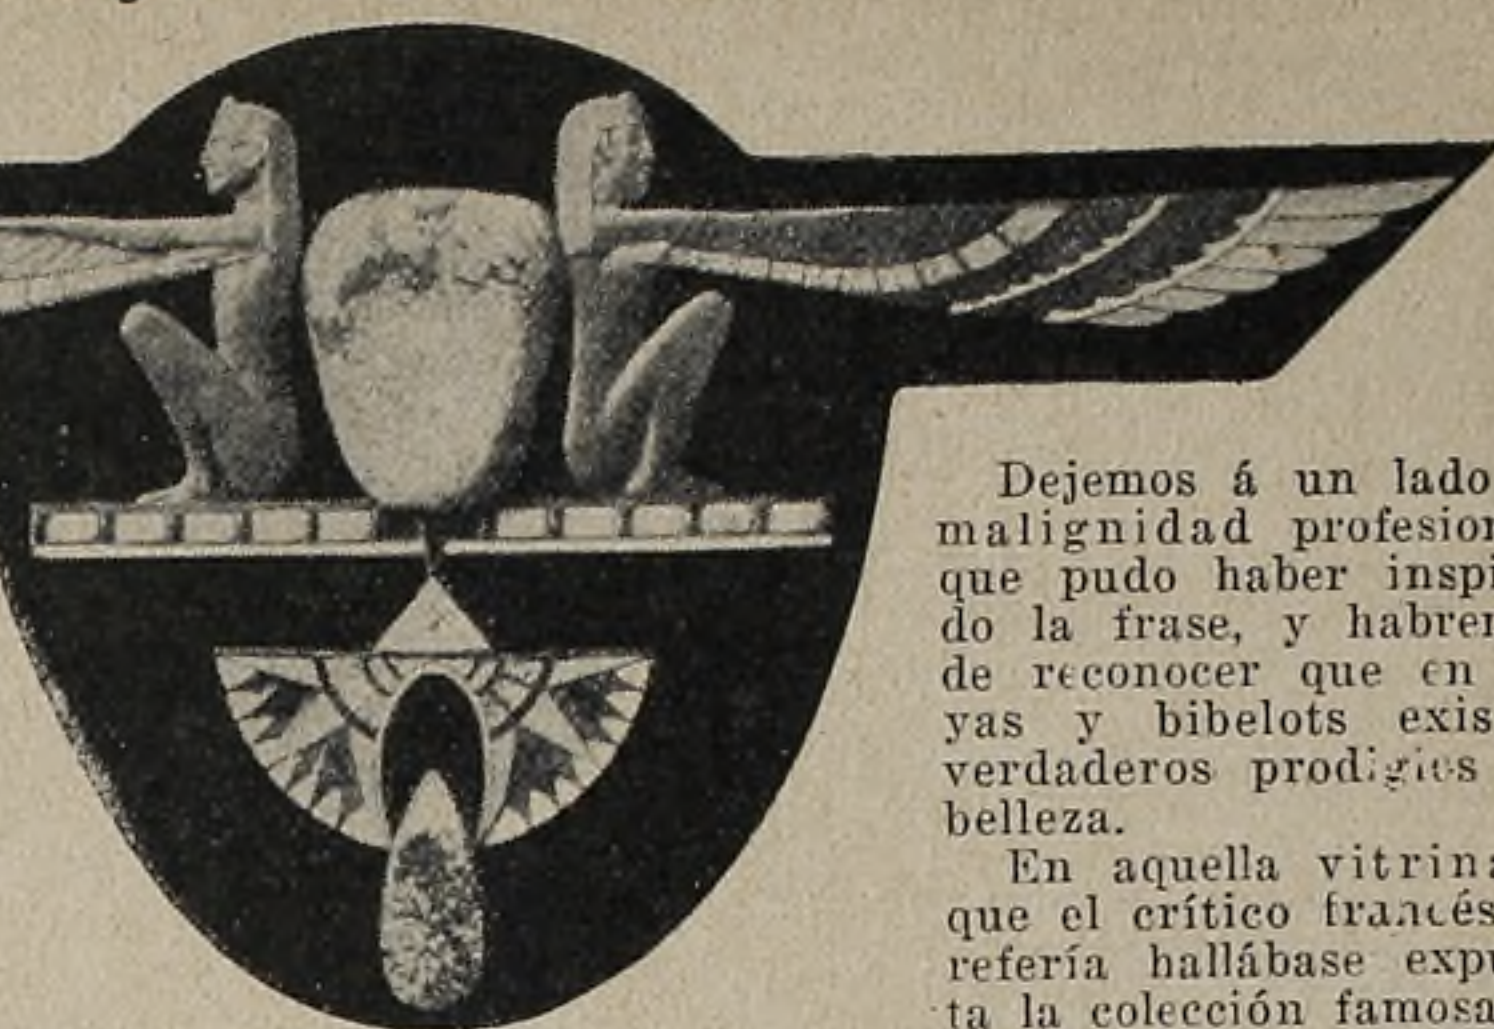 Dejemos á un lado
malignidad profesion
que pudo haber inspi
do la frase, y habrem
de reconocer que en
yas y bibelots exis
verdaderos prodigios
belleza.
En aquella vitrina
que el crítico francés
refería hallábase expu
ta la colección famosa